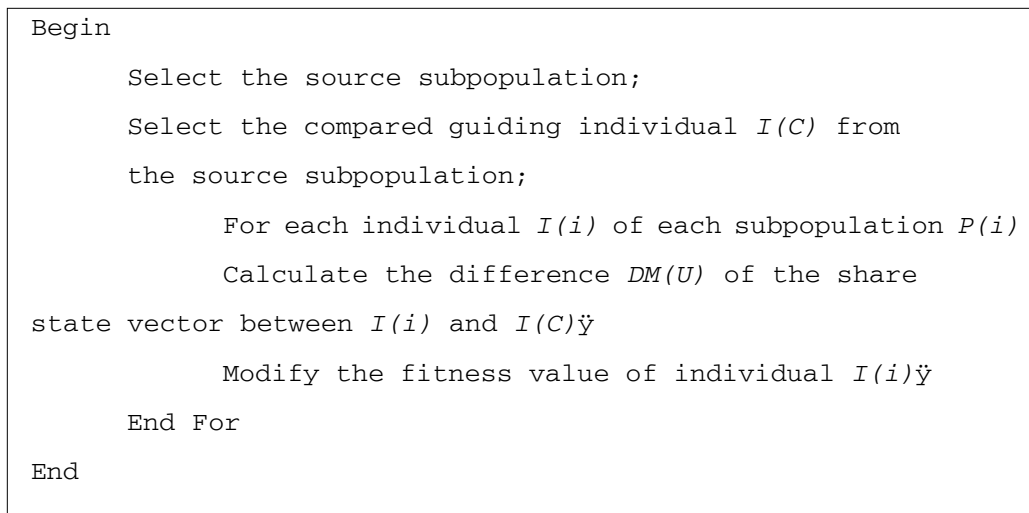 Begin
Select the source subpopulation;
Select the compared guiding individual I(C) from
the source subpopulation;
For each individual I(i) of each subpopulation P(i)
Calculate the difference DM(U) of the share
state vector between I(i) and I(C)ÿ
Modify the fitness value of individual I(i)ÿ
End For
End